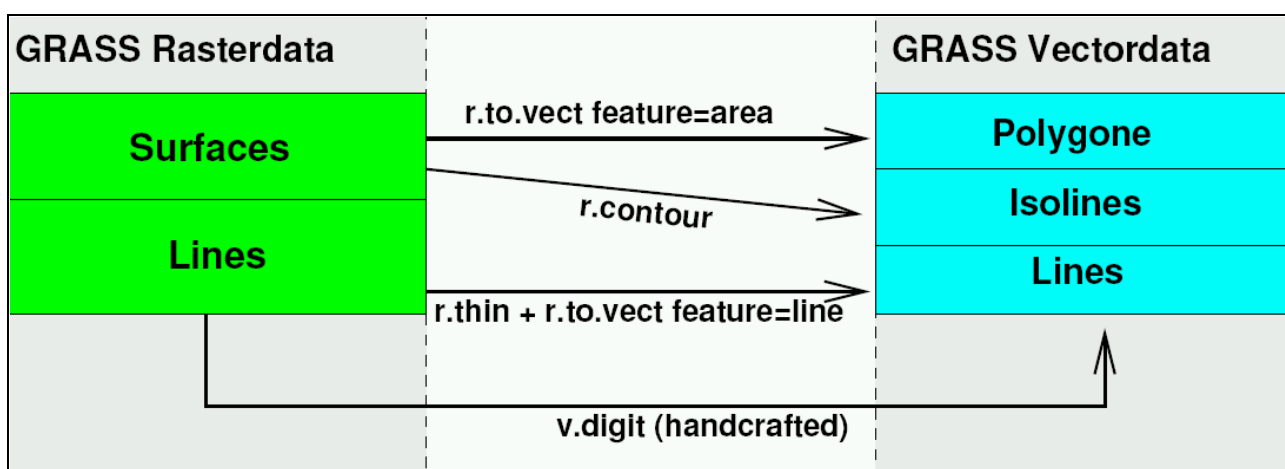 GRASS Rasterdata
GRASS Vectordata
Surfaces
Lines
r.to.vect feature=area
r.contour
r.thin + r.to.vect feature=line
v.digit (handcrafted)
Polygone
Isolines
Lines